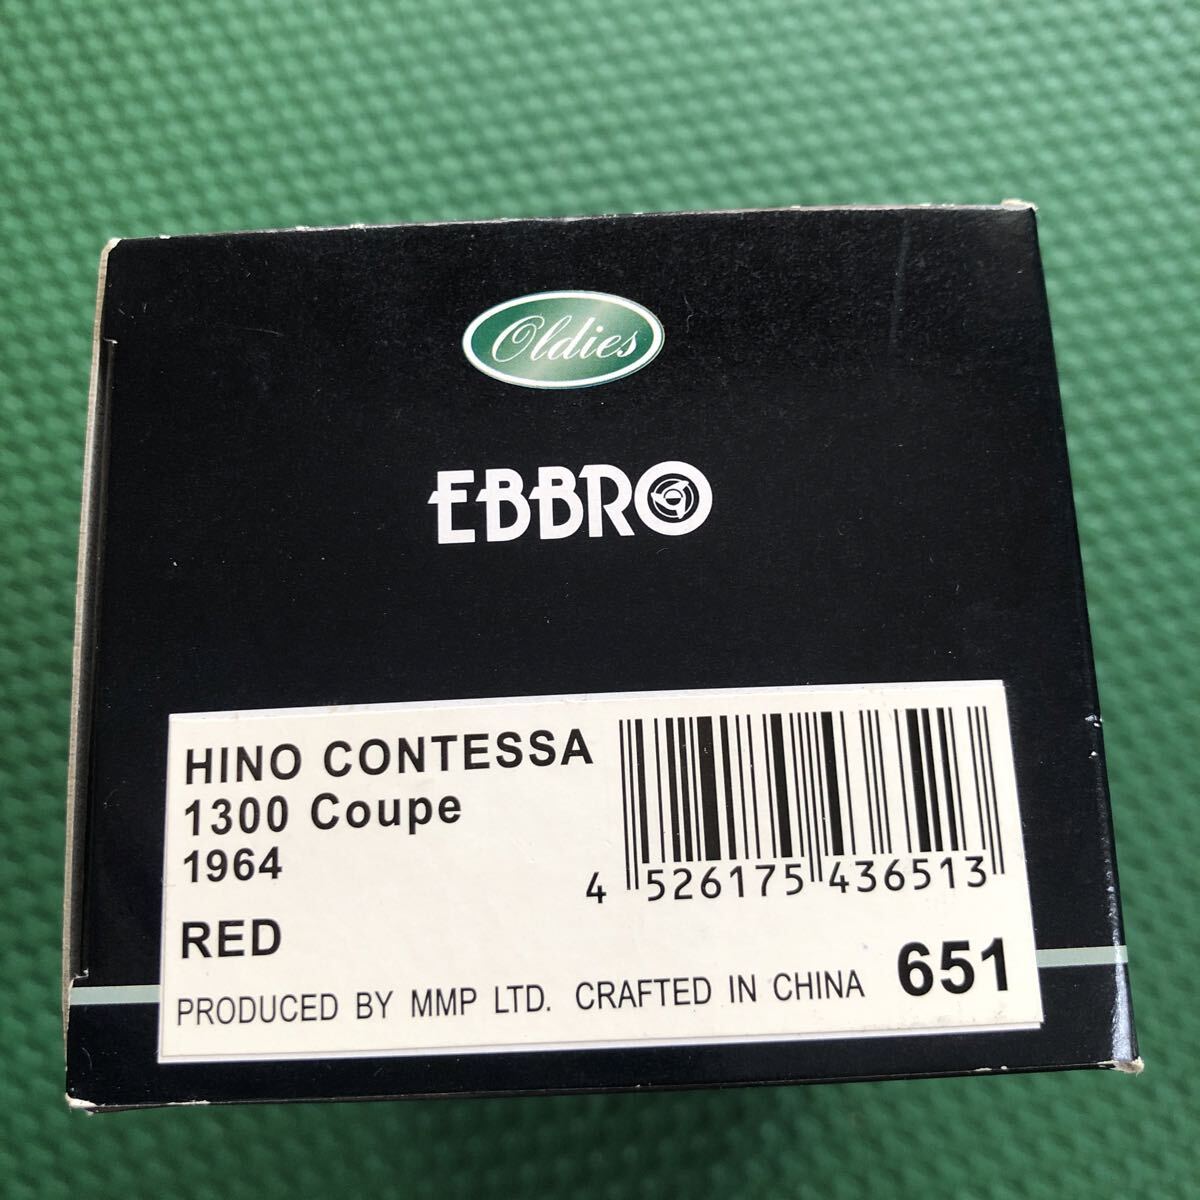 Oldies
EBBRO
HINO CONTESSA
1300 Coupe
1964
RED
4 526175 436513
PRODUCED BY MMP LTD. CRAFTED IN CHINA 651